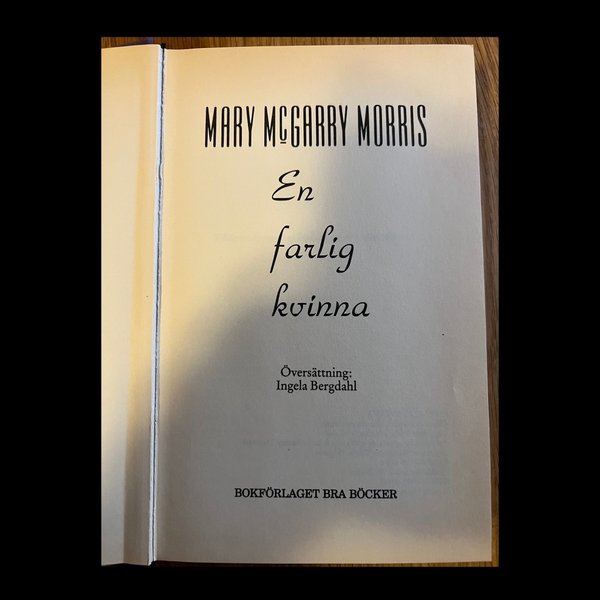 MARY McGARRY MORRIS
En
farlig
kvinna
Översättning:
Ingela Bergdahl
BOKFÖRLAGET BRA BÖCKER